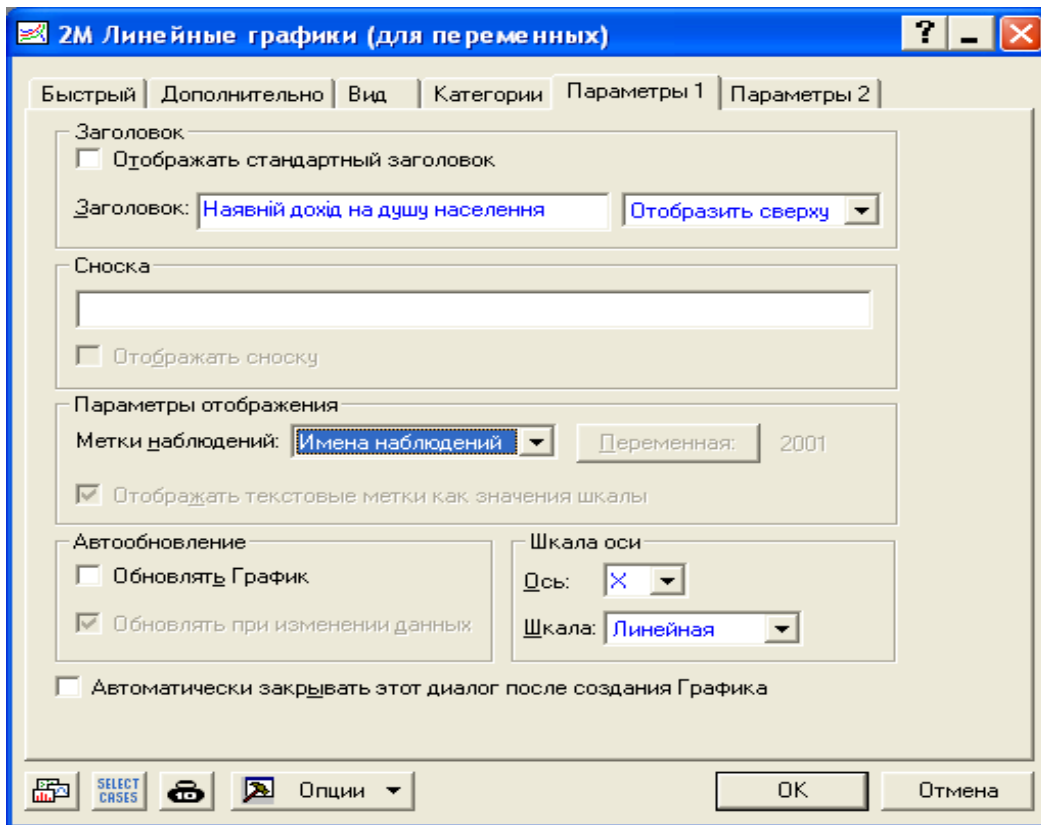 2М Линейные графики (для переменных)
Быстрый Дополнительно Вид Категории Параметры 1 Параметры 2
Заголовок
Отображать стандартный заголовок
Заголовок: Наявній дохід на душу населення Отобразить сверху
Сноска
Отображать сноску
Параметры отображения
Метки наблюдений: Имена наблюдений Переменная: 2001
Отображать текстовые метки как значения шкалы
Автообновление
Обновлять График
Обновлять при изменении данных
Шкала оси
Ось: X
Шкала: Линейная
Автоматически закрывать этот диалог после создания Графика
SELECT
CASES
Опции OK Отмена